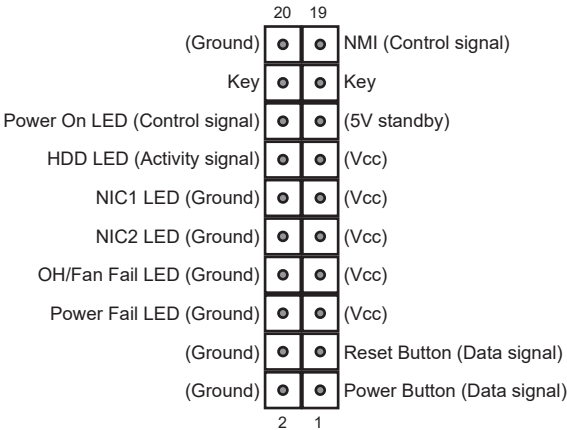 20 19
(Ground) NMI (Control signal)
Key Key
Power On LED (Control signal) (5V standby)
HDD LED (Activity signal) (Vcc)
NIC1 LED (Ground) (Vcc)
NIC2 LED (Ground) (Vcc)
OH/Fan Fail LED (Ground) (Vcc)
Power Fail LED (Ground) (Vcc)
(Ground) Reset Button (Data signal)
(Ground) Power Button (Data signal)
2 1